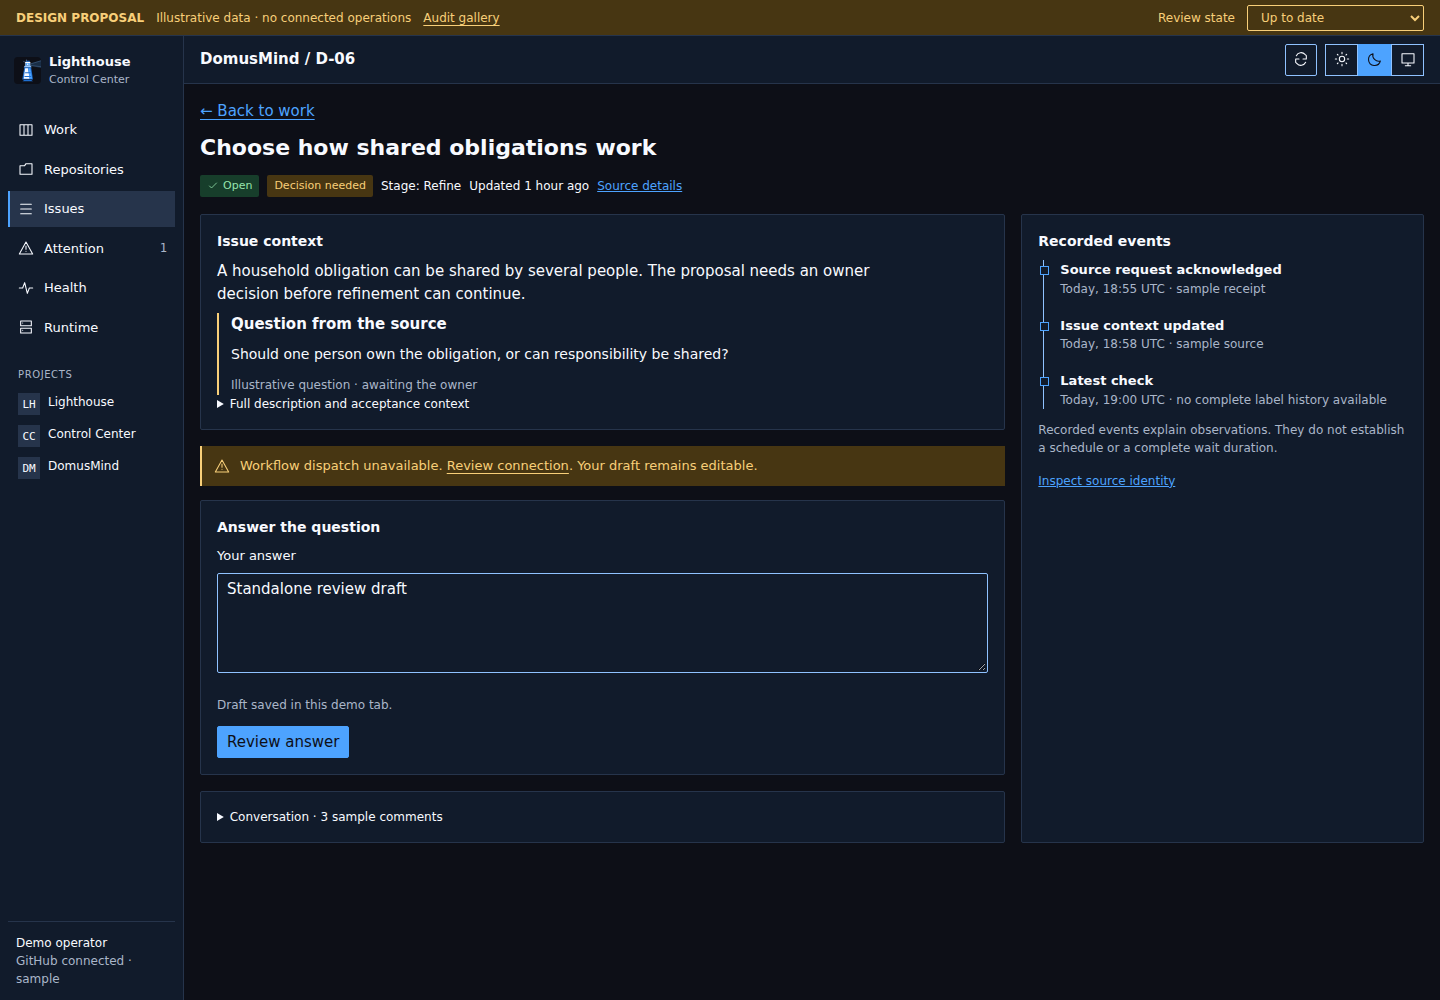 DESIGN PROPOSAL Illustrative data · no connected operations Audit gallery
Review state Up to date
Lighthouse
Control Center
Work
Repositories
Issues
Attention 1
Health
Runtime
PROJECTS
LH Lighthouse
CC Control Center
DM DomusMind
Demo operator
GitHub connected ·
sample
DomusMind / D-06
← Back to work
Choose how shared obligations work
Open Decision needed Stage: Refine Updated 1 hour ago Source details
Issue context
A household obligation can be shared by several people. The proposal needs an owner
decision before refinement can continue.
Question from the source
Should one person own the obligation, or can responsibility be shared?
Illustrative question · awaiting the owner
Full description and acceptance context
Workflow dispatch unavailable. Review connection. Your draft remains editable.
Answer the question
Your answer
Standalone review draft
Draft saved in this demo tab.
Review answer
Conversation · 3 sample comments
Recorded events
Source request acknowledged
Today, 18:55 UTC · sample receipt
Issue context updated
Today, 18:58 UTC · sample source
Latest check
Today, 19:00 UTC · no complete label history available
Recorded events explain observations. They do not establish
a schedule or a complete wait duration.
Inspect source identity